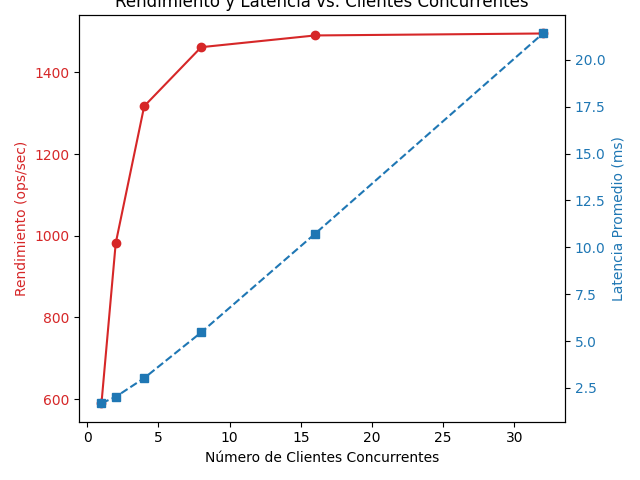 Rendimiento y Latencia vs. Clientes Concurrentes
1400
1200
1000
800
600
Rendimiento (ops/sec)
20.0
17.5
15.0
12.5
10.0
7.5
5.0
2.5
Latencia Promedio (ms)
0 5 10 15 20 25 30
Número de Clientes Concurrentes